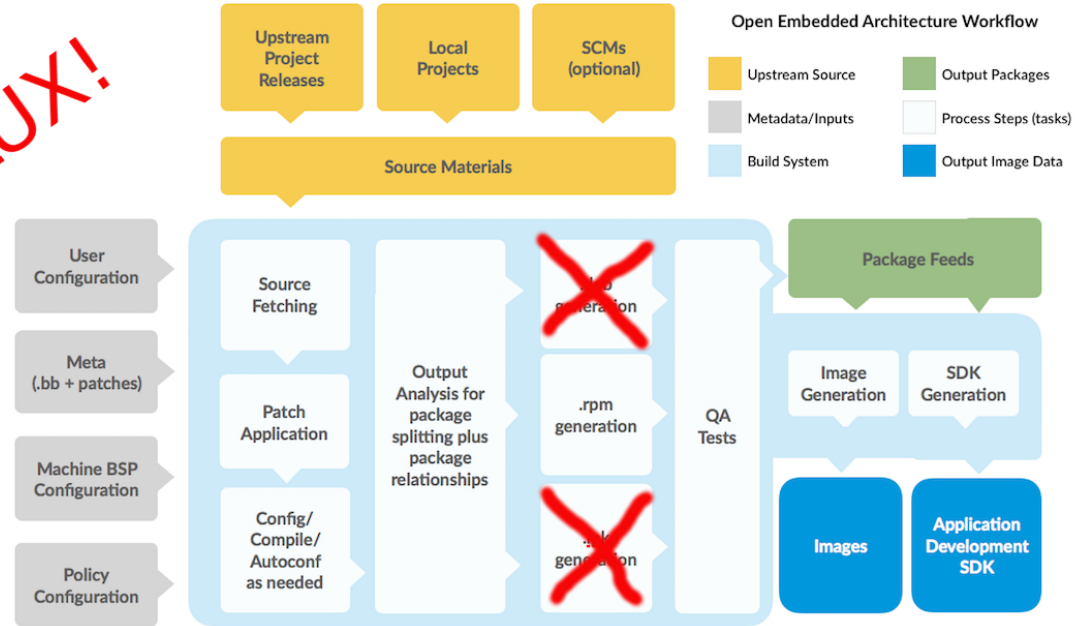 UX!
Open Embedded Architecture Workflow
Upstream
Project
Releases
Local
Projects
SCMs
(optional)
Upstream Source
Output Packages
Metadata/Inputs
Process Steps (tasks)
Build System
Output Image Data
Source Materials
User
Configuration
Meta
(.bb + patches)
Machine BSP
Configuration
Policy
Configuration
Source
Fetching
Patch
Application
Config/
Compile/
Autoconf
as needed
Output
Analysis for
package
splitting plus
package
relationships
generation
.rpm
generation
generation
QA
Tests
Package Feeds
Image
Generation
SDK
Generation
Images
Application
Development
SDK